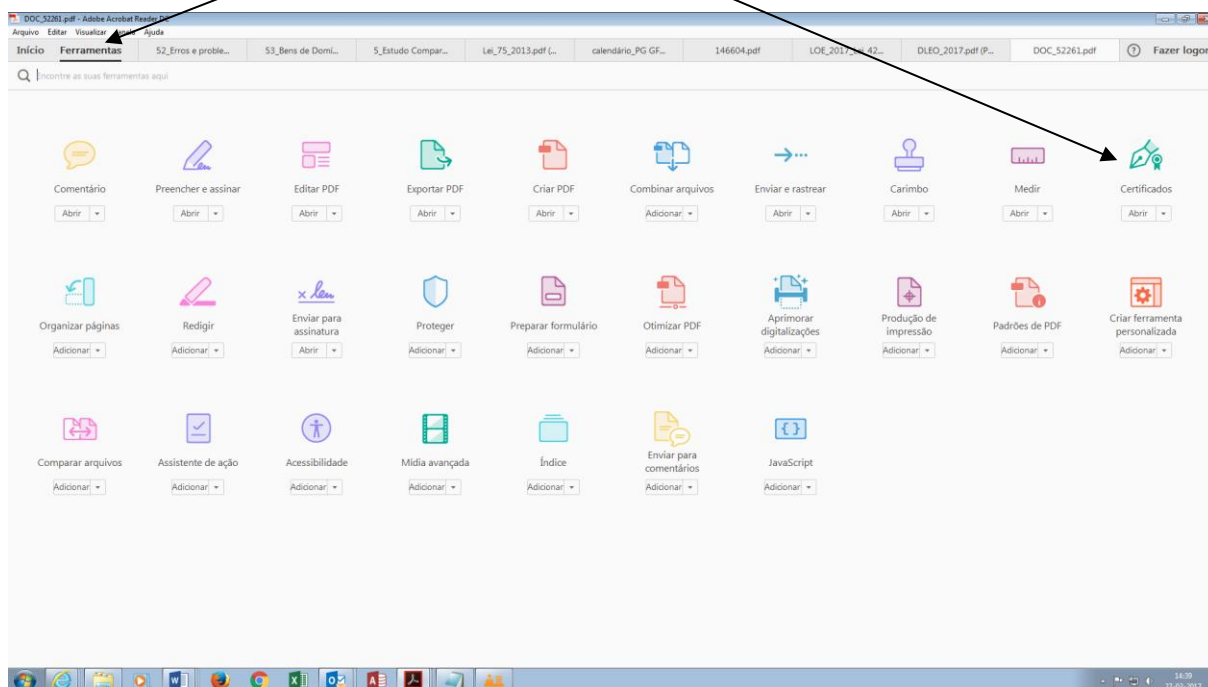 DOC_52261.pdf - Adobe Acrobat Reader DC
Arquivo Editar Visualizar Janela Ajuda
Início Ferramentas 52_Erros e proble... 53_Bens de Domí... 5_Estudo Compar... Lei_75_2013.pdf (... calendário_PG GF... 146604.pdf LOE_2017_Lei_42... DLEO_2017.pdf (P... DOC_52261.pdf ? Fazer logon
Encontre as suas ferramentas aqui
Comentário Preencher e assinar Editar PDF Exportar PDF Criar PDF Combinar arquivos Enviar e rastrear Carimbo Medir Certificados
Abrir Abrir Abrir Abrir Abrir Adicionar Abrir Abrir Abrir Abrir
Organizar páginas Redigir Enviar para assinatura Proteger Preparar formulário Otimizar PDF Aprimorar digitalizações Produção de impressão Padrões de PDF Criar ferramenta personalizada
Adicionar Adicionar Abrir Adicionar Adicionar Adicionar Adicionar Adicionar Adicionar Adicionar
Comparar arquivos Assistente de ação Acessibilidade Mídia avançada Índice Enviar para comentários JavaScript
Adicionar Adicionar Adicionar Adicionar Adicionar Adicionar Adicionar
14:39